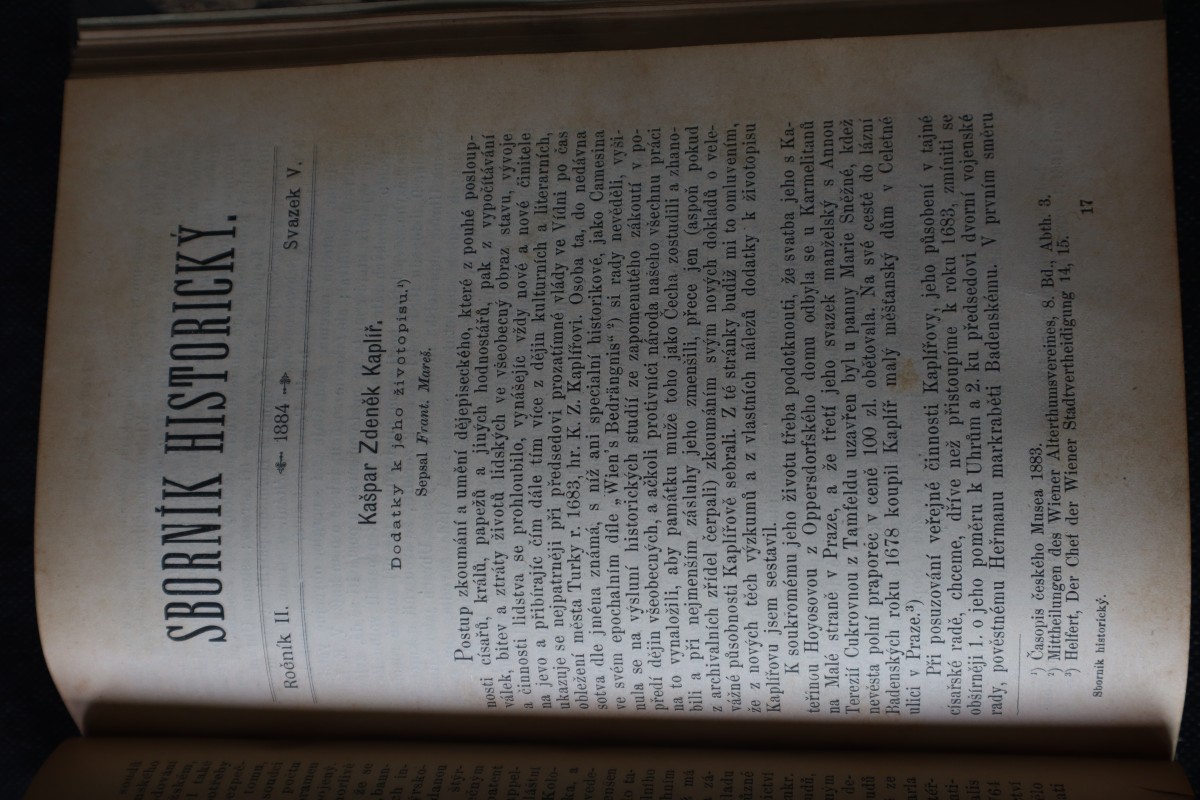 SBORNÍK HISTORICKÝ.
Ročník II. 1884 Svazek V.
Kašpar Zdeněk Kaplíř.
Dodatky k jeho životopisu.¹)
Sepsal Frant. Mareš.
Postup zkoumání a umění dějepiseckého, které z pouhé posloup-
nosti císařů, králů, papežů a jiných hodnostářů, pak z vypočítávání
válek, bitev a ztráty životů lidských ve všeobecný obraz stavu, vývoje
a činnosti lidstva se prohloubilo, vynášejíc vždy nové a nové činitele
na jevo a přibírajíc čím dále tím více z dějin kulturních a literarních,
ukazuje se nejpatrněji při předsedovi prozatímné vlády ve Vídni po čas
obležení města Turky r. 1683, hr. K. Z. Kaplířovi. Osoba ta, do nedávna
sotva dle jména známá, s níž ani specialní historikové, jako Camesina
ve svém epochalním díle „Wien's Bedrängnis“ ²) si rady nevěděli, vyši-
nula se na výsluní historických studií ze zapomenutého zákoutí v po-
předí dějin všeobecných, a ačkoli protivníci národa našeho všechnu práci
na to vynaložili, aby památku muže toho jako Čecha zostudili a zhano-
bili a při nejmenším zásluhy jeho zmenšili, přece jen (aspoň pokud
z archivalních zřídel čerpali) zkoumáním svým nových dokladů o vele-
vážné působnosti Kaplířově sebrali. Z té stránky budiž mi to omluvením,
že z nových těch výzkumů a z vlastních nálezů dodatky k životopisu
Kaplířovu jsem sestavil.
K soukromému jeho životu třeba podotknouti, že svatba jeho s Ka-
teřinou Hoyosovou z Oppersdorfského domu odbyla se u Karmelitanů
na Malé straně v Praze, a že třetí jeho svazek manželský s Annou
Terezií Cukrovnou z Tamfeldu uzavřen byl u panny Marie Sněžné, kdež
nevěsta polní praporec v ceně 100 zl. obětovala. Na své cestě do lázní
Badenských roku 1678 koupil Kaplíř malý měšťanský dům v Celetné
ulici v Praze.³)
Při posuzování veřejné činnosti Kaplířovy, jeho působení v tajné
císařské radě, chceme, dříve než přistoupíme k roku 1683, zmíniti se
obšírněji 1. o jeho poměru k Uhrům a 2. ku předsedovi dvorní vojenské
rady, pověstnému Heřmanu markraběti Badenskému. V prvním směru
¹) Časopis českého Musea 1883.
²) Mittheilungen des Wiener Alterthumsvereines, 8. Bd., Abth. 3.
³) Helfert, Der Chef der Wiener Stadtvertheidigung 14, 15.
Sborník historický. 17